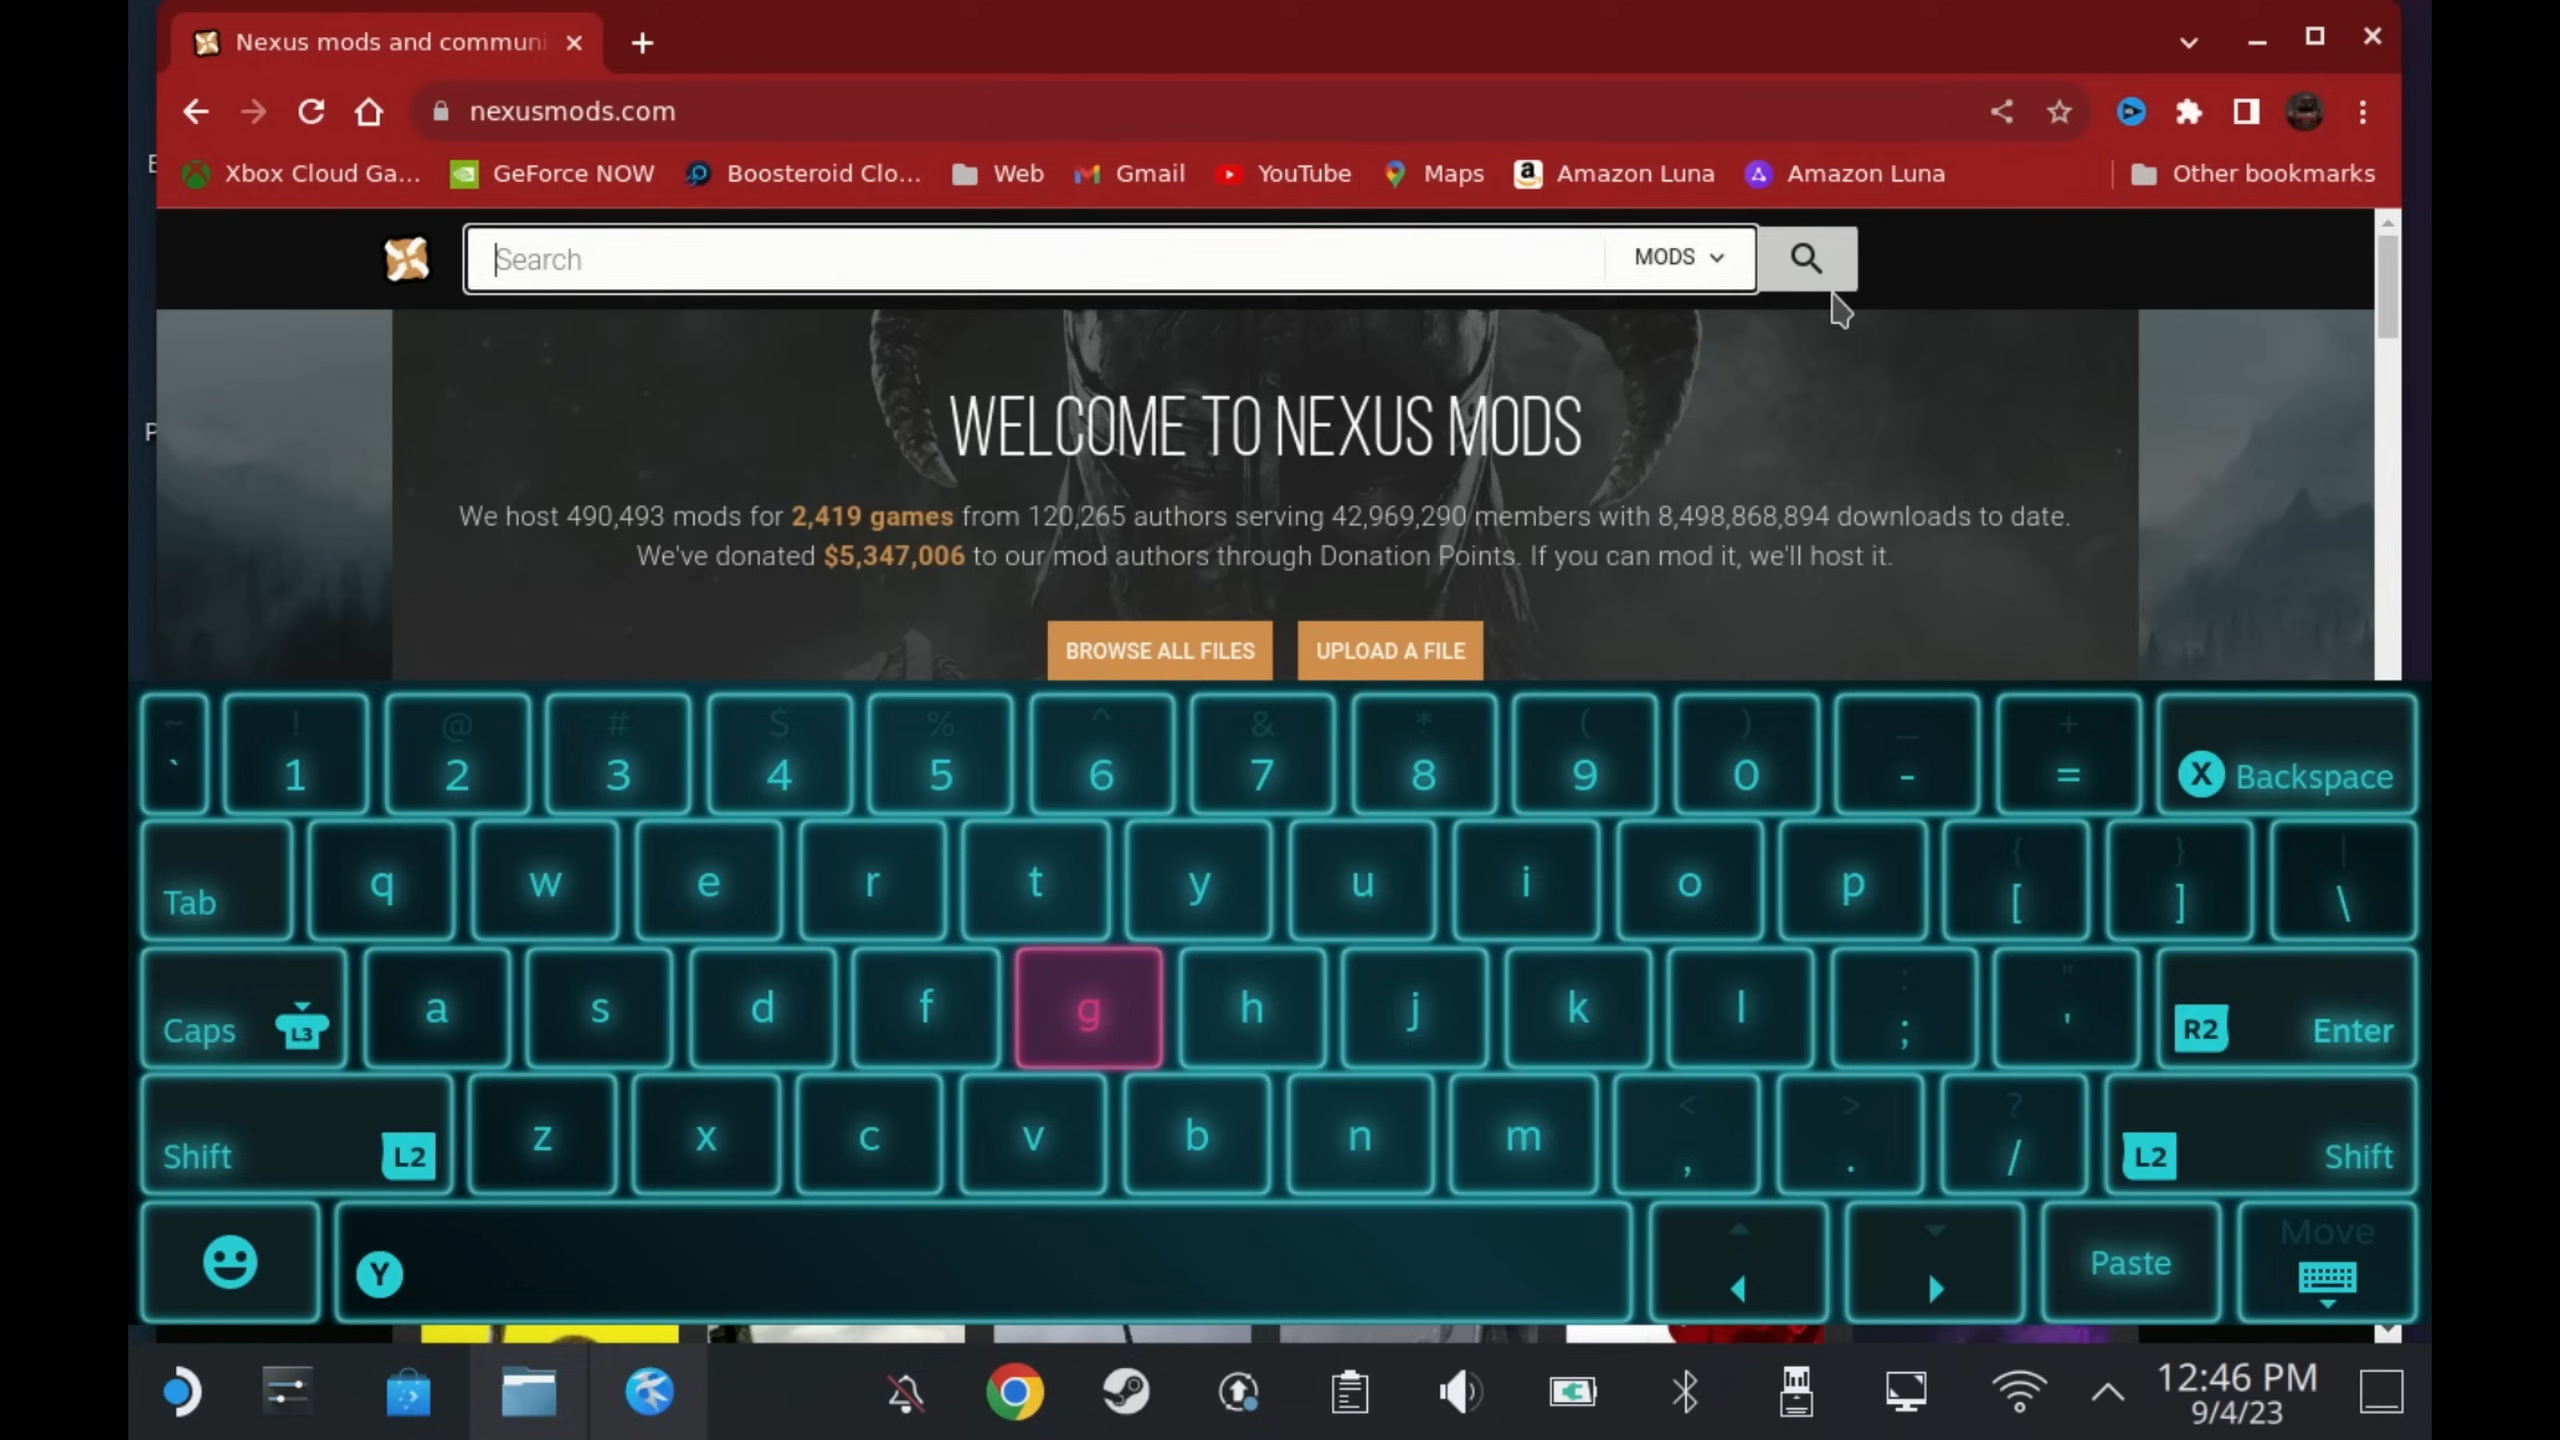 Nexus mods and communi
nexusmods.com
E
Xbox Cloud Ga... GeForce NOW Boosteroid Clo... Web Gmail YouTube Maps Amazon Luna Amazon Luna Other bookmarks
Search MODS
WELCOME TO NEXUS MODS
P
We host 490,493 mods for 2,419 games from 120,265 authors serving 42,969,290 members with 8,498,868,894 downloads to date.
We've donated $5,347,006 to our mod authors through Donation Points. If you can mod it, we'll host it.
BROWSE ALL FILES UPLOAD A FILE
~ ! @ # $ % ^ & * ( ) _ +
` 1 2 3 4 5 6 7 8 9 0 - = X Backspace
{ } |
Tab q w e r t y u i o p [ ] \
: "
Caps L3 a s d f g h j k l ; ' R2 Enter
< > ?
Shift L2 z x c v b n m , . / L2 Shift
Move
Y Paste
12:46 PM
9/4/23